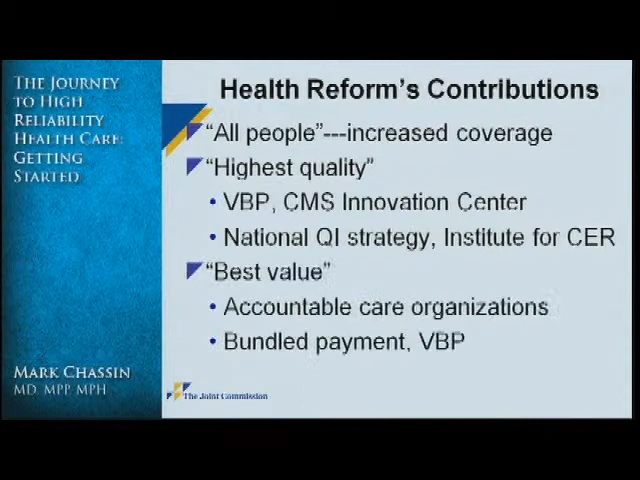 THE JOURNEY
TO HIGH
RELIABILITY
HEALTH CARE:
GETTING
STARTED
MARK CHASSIN
MD, MPP, MPH
Health Reform's Contributions
"All people"---increased coverage
"Highest quality"
• VBP, CMS Innovation Center
• National QI strategy, Institute for CER
"Best value"
• Accountable care organizations
• Bundled payment, VBP
The Joint Commission